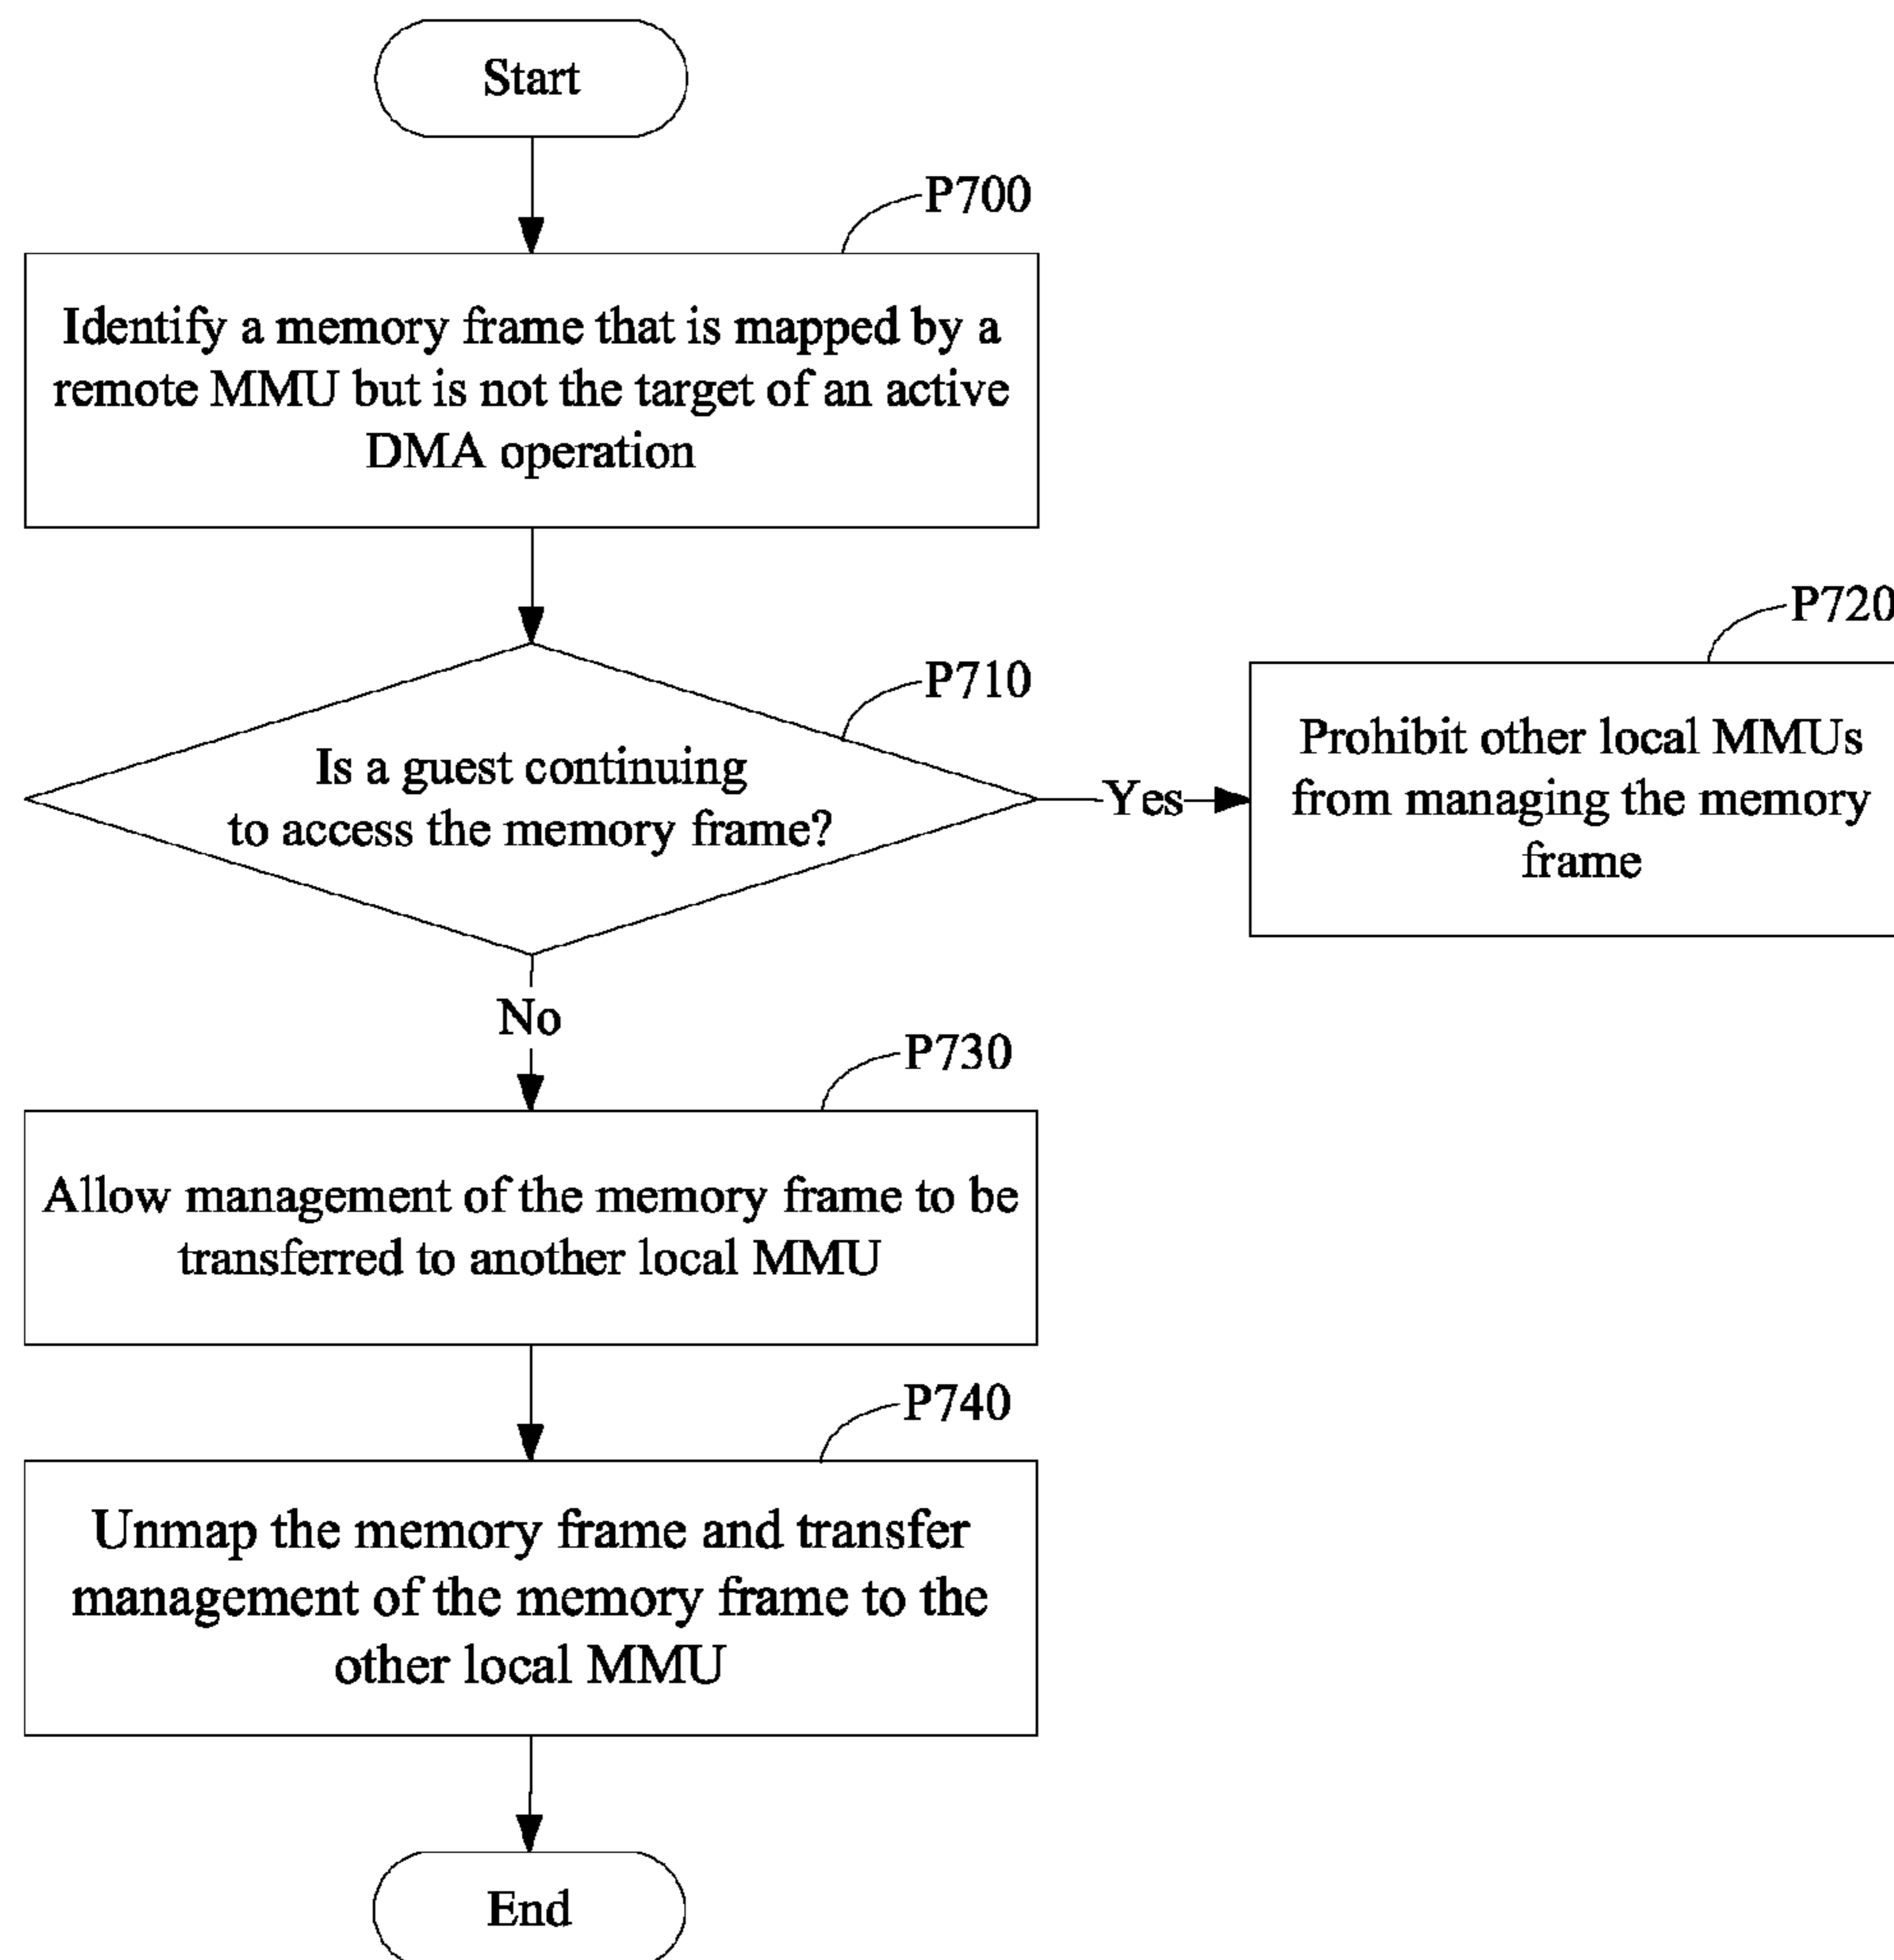 Start
P700
Identify a memory frame that is mapped by a
remote MMU but is not the target of an active
DMA operation
P710
Is a guest continuing
to access the memory frame?
Yes
P720
Prohibit other local MMUs
from managing the memory
frame
No
P730
Allow management of the memory frame to be
transferred to another local MMU
P740
Unmap the memory frame and transfer
management of the memory frame to the
other local MMU
End